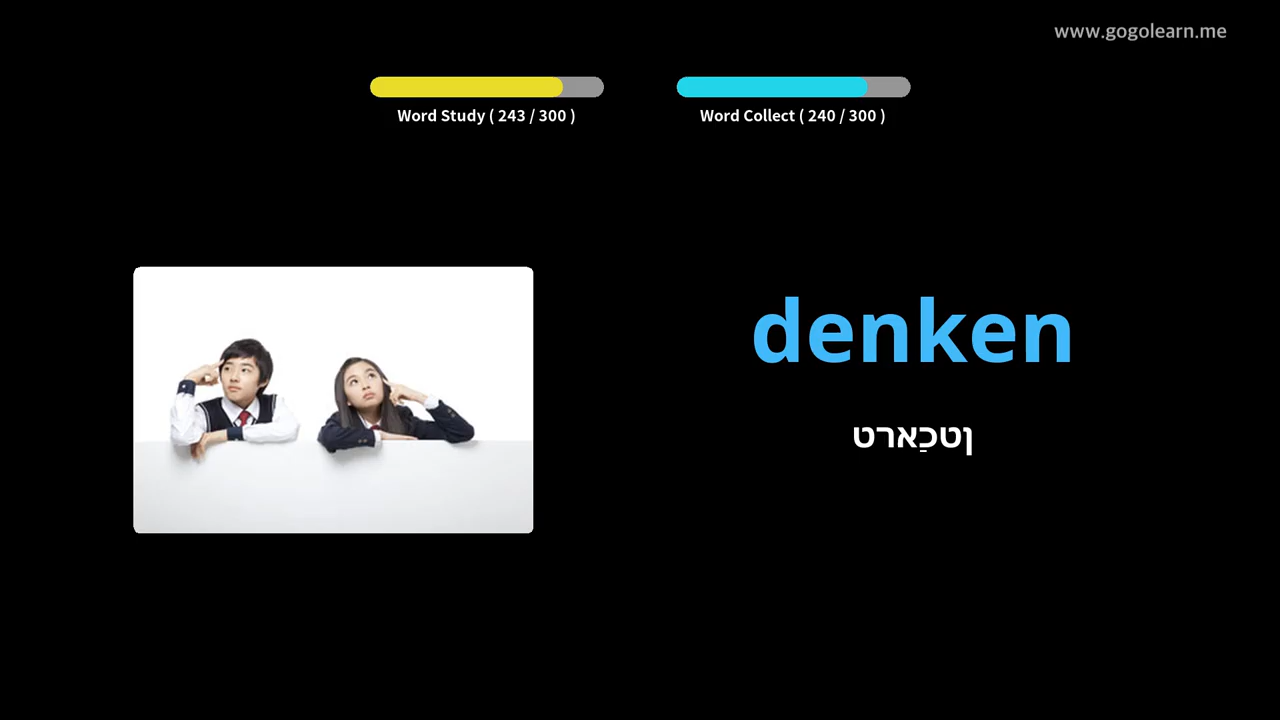 www.gogolearn.me
Word Study ( 243 / 300 )
Word Collect ( 240 / 300 )
denken
טראַכטן